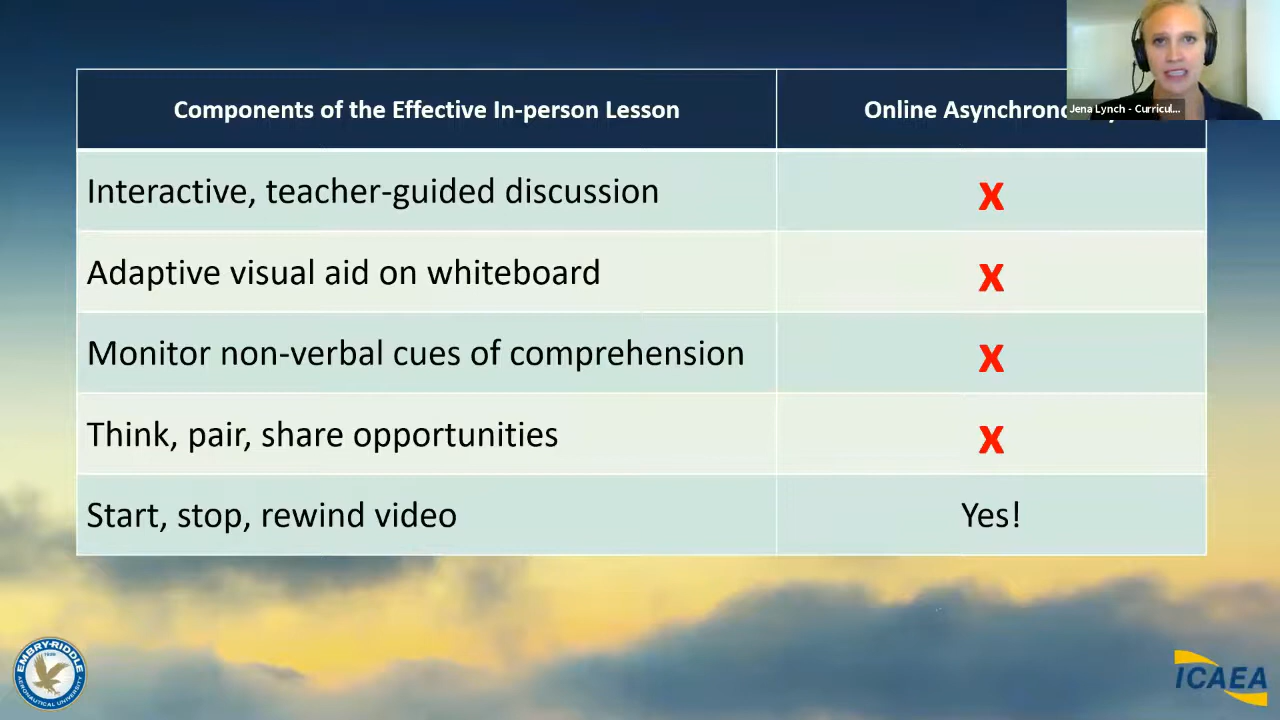 Components of the Effective In-person Lesson
Online
Jena Lynch - Curricul...
Interactive, teacher-guided discussion
X
Adaptive visual aid on whiteboard
X
Monitor non-verbal cues of comprehension
X
Think, pair, share opportunities
X
Start, stop, rewind video
Yes!
EMBRY-RIDDLE
AERONAUTICAL UNIVERSITY
ICAEA